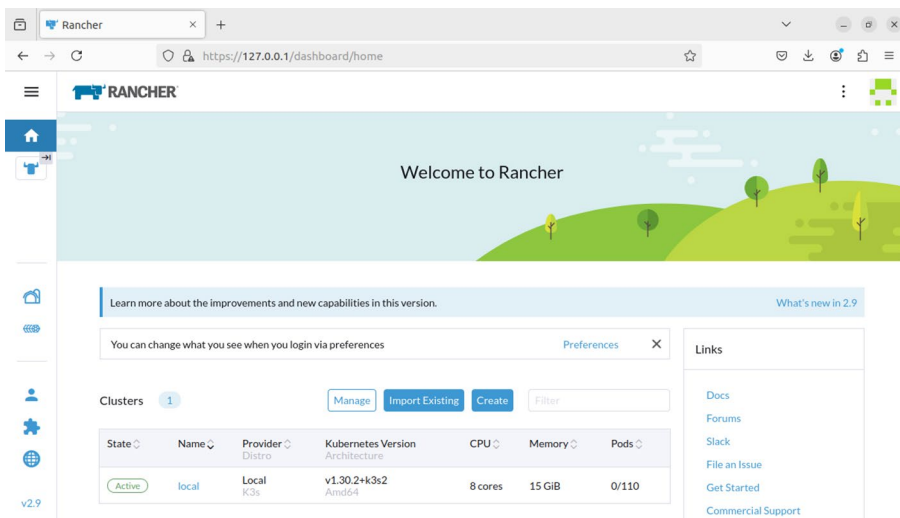 Rancher
https://127.0.0.1/dashboard/home
RANCHER
Welcome to Rancher
Learn more about the improvements and new capabilities in this version.
What's new in 2.9
You can change what you see when you login via preferences
Preferences
Links
Clusters 1
Manage Import Existing Create Filter
State Name Provider Kubernetes Version CPU Memory Pods
Distro Architecture
Active local Local v1.30.2+k3s2 8 cores 15 GiB 0/110
K3s Amd64
Docs
Forums
Slack
File an Issue
Get Started
Commercial Support
v2.9